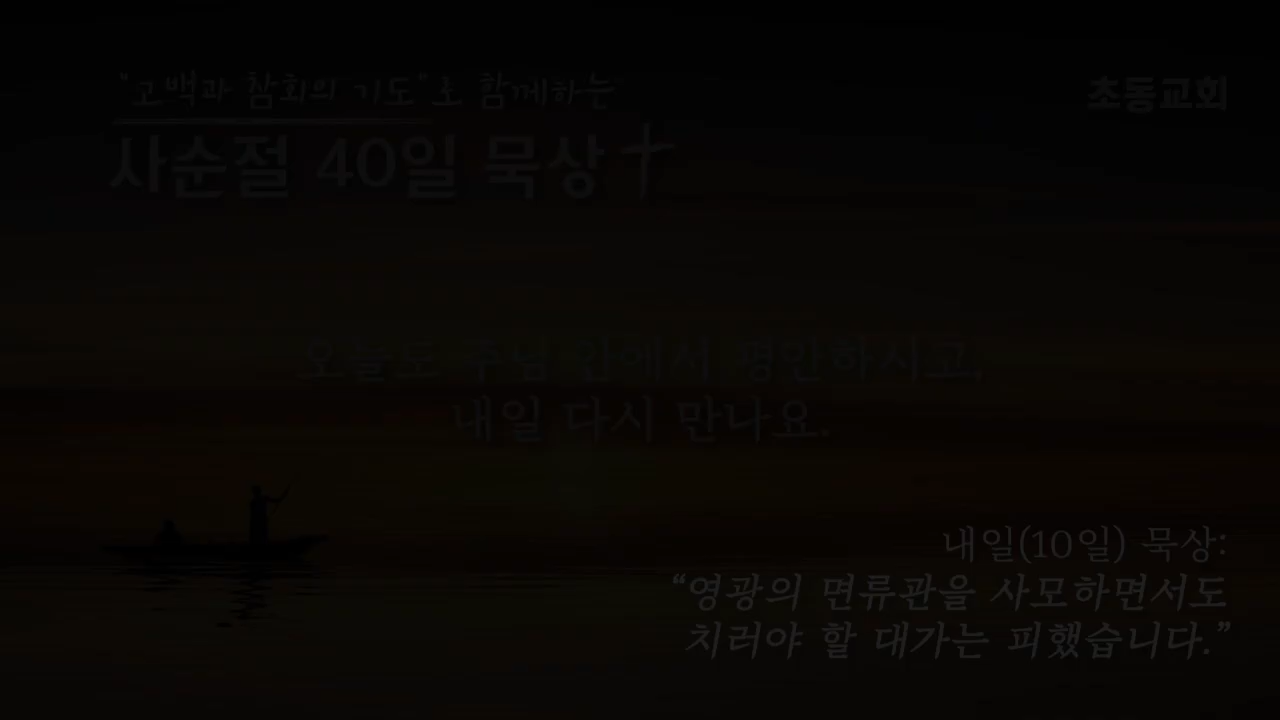 "고백과 참회의 기도"로 함께하는
초동교회
사순절 40일 묵상
오늘도 주님 안에서 평안하시고,
내일 다시 만나요.
내일(10일) 묵상:
“영광의 면류관을 사모하면서도
치러야 할 대가는 피했습니다.”